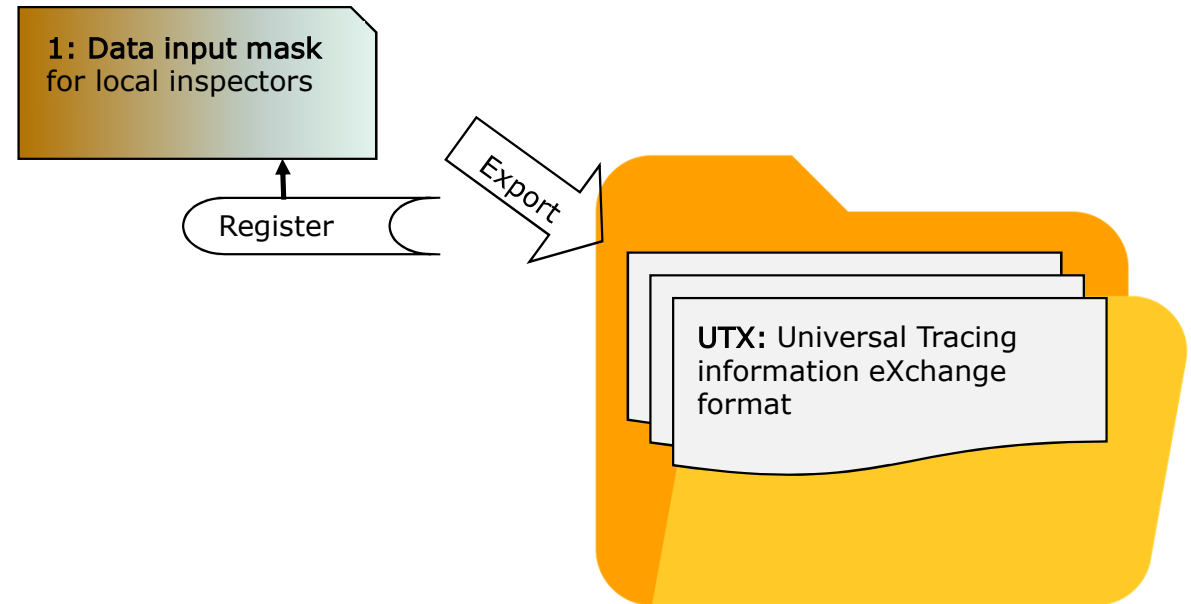 1: Data input mask
for local inspectors
Export
Register
UTX: Universal Tracing
information eXchange
format